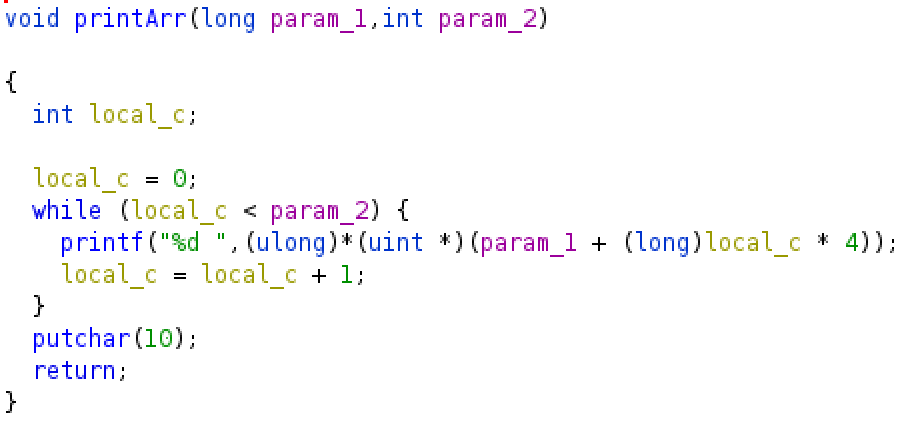 void printArr(long param_1,int param_2)
{
int local_c;
local_c = 0;
while (local_c < param_2) {
printf("%d ",(ulong)*(uint *)(param_1 + (long)local_c * 4));
local_c = local_c + 1;
}
putchar(10);
return;
}